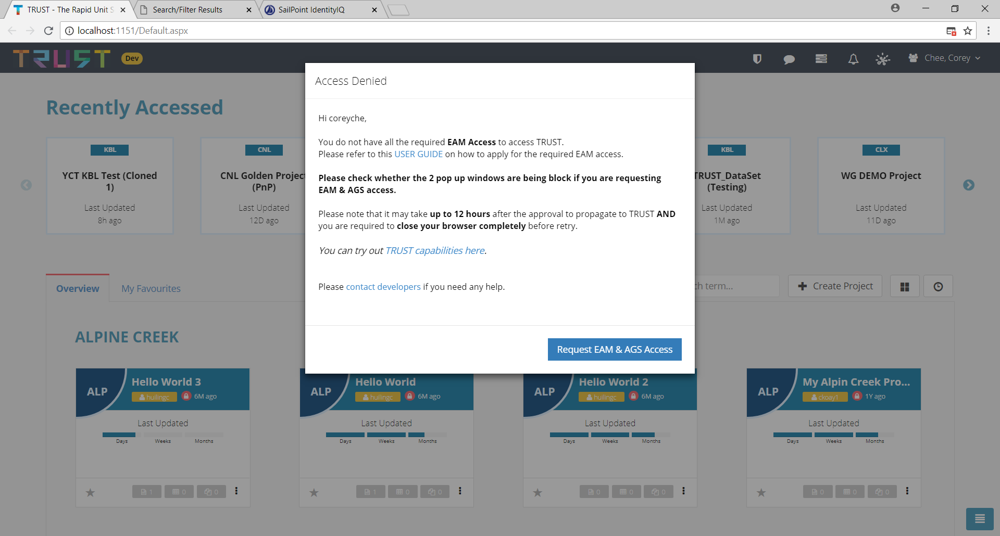 TRUST - The Rapid Unit S
Search/Filter Results
SailPoint IdentityIQ
localhost:1151/Default.aspx
TRUST
Dev
Chee, Corey
Access Denied
Hi coreyche,
You do not have all the required EAM Access to access TRUST.
Please refer to this USER GUIDE on how to apply for the required EAM access.
Please check whether the 2 pop up windows are being block if you are requesting
EAM & AGS access.
Please note that it may take up to 12 hours after the approval to propagate to TRUST AND
you are required to close your browser completely before retry.
You can try out TRUST capabilities here.
Please contact developers if you need any help.
Request EAM & AGS Access
Recently Accessed
KBL
YCT KBL Test (Cloned
1)
Last Updated
8h ago
CNL
CNL Golden Project
(PnP)
Last Updated
12D ago
KBL
TRUST_DataSet
(Testing)
Last Updated
1M ago
CLX
WG DEMO Project
Last Updated
11D ago
Overview
My Favourites
ch term...
Create Project
ALPINE CREEK
ALP
Hello World 3
huilingc
6M ago
Last Updated
Days
Weeks
Months
1
0
0
ALP
Hello World
huilingc
6M ago
Last Updated
Days
Weeks
Months
1
0
0
ALP
Hello World 2
huilingc
6M ago
Last Updated
Days
Weeks
Months
0
0
0
ALP
My Alpin Creek Pro...
ckoay1
1Y ago
Last Updated
Days
Weeks
Months
0
0
0